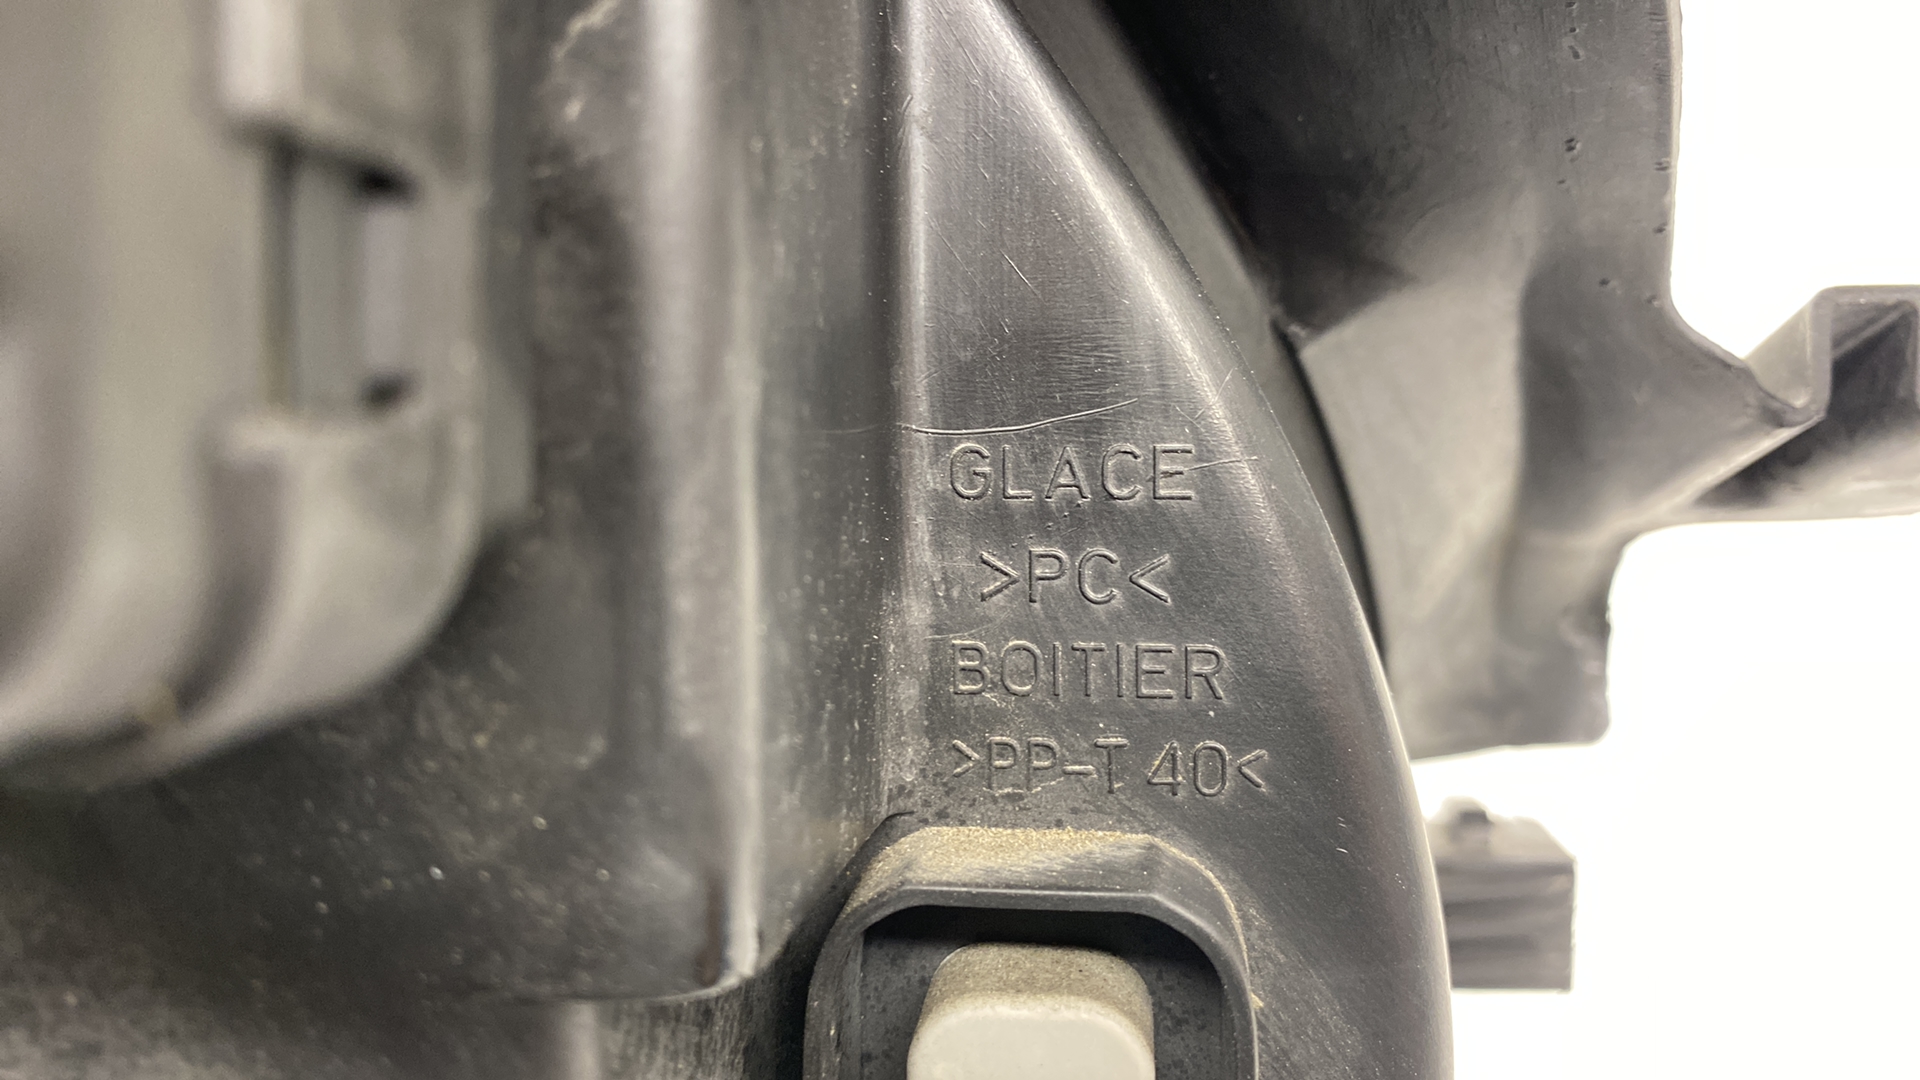 GLACE
>PC<
BOITIER
>PP-T 40<